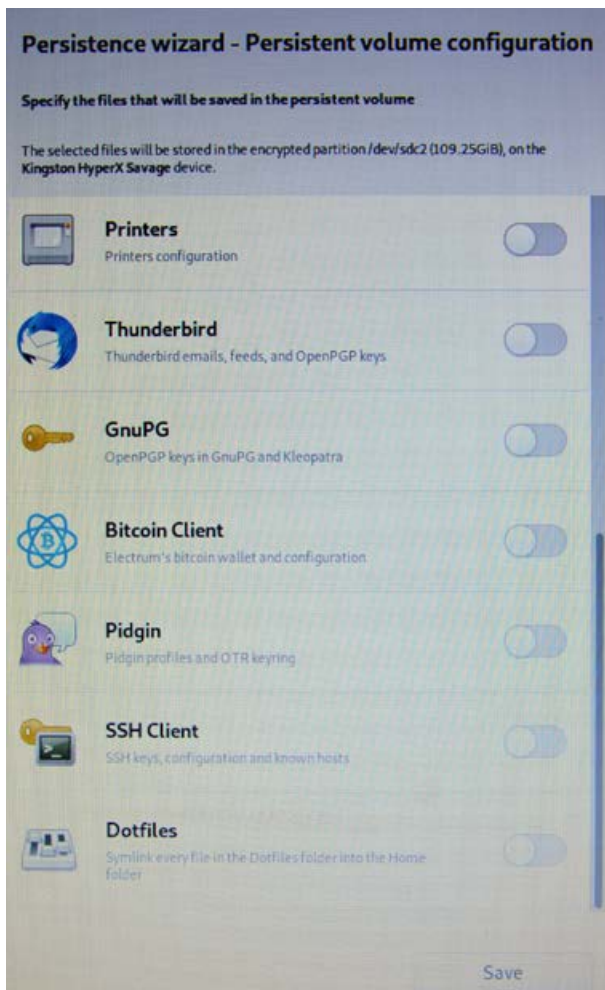 Persistence wizard - Persistent volume configuration
Specify the files that will be saved in the persistent volume
The selected files will be stored in the encrypted partition /dev/sdc2 (109.25GiB), on the
Kingston HyperX Savage device.
Printers
Printers configuration
Thunderbird
Thunderbird emails, feeds, and OpenPGP keys
GnuPG
OpenPGP keys in GnuPG and Kleopatra
Bitcoin Client
Electrum's bitcoin wallet and configuration
Pidgin
Pidgin profiles and OTR keyring
SSH Client
SSH keys, configuration and known hosts
Dotfiles
Symlink every file in the Dotfiles folder into the Home
folder
Save